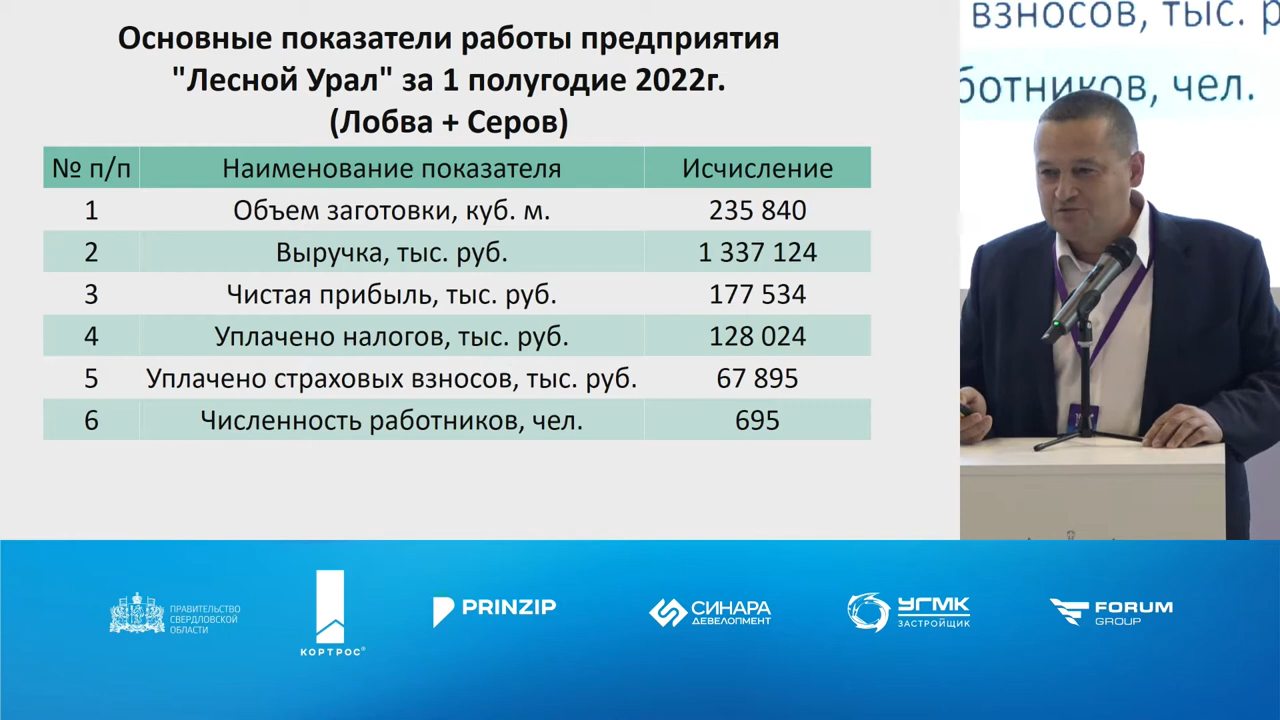 Основные показатели работы предприятия
"Лесной Урал" за 1 полугодие 2022г.
(Лобва + Серов)
№ п/п Наименование показателя Исчисление
1 Объем заготовки, куб. м. 235 840
2 Выручка, тыс. руб. 1 337 124
3 Чистая прибыль, тыс. руб. 177 534
4 Уплачено налогов, тыс. руб. 128 024
5 Уплачено страховых взносов, тыс. руб. 67 895
6 Численность работников, чел. 695
взносов, тыс. р
ботников, чел.
ПРАВИТЕЛЬСТВО
СВЕРДЛОВСКОЙ
ОБЛАСТИ
КОРТРОС®
PRINZIP
СИНАРА
ДЕВЕЛОПМЕНТ
УГМК
ЗАСТРОЙЩИК
FORUM
GROUP